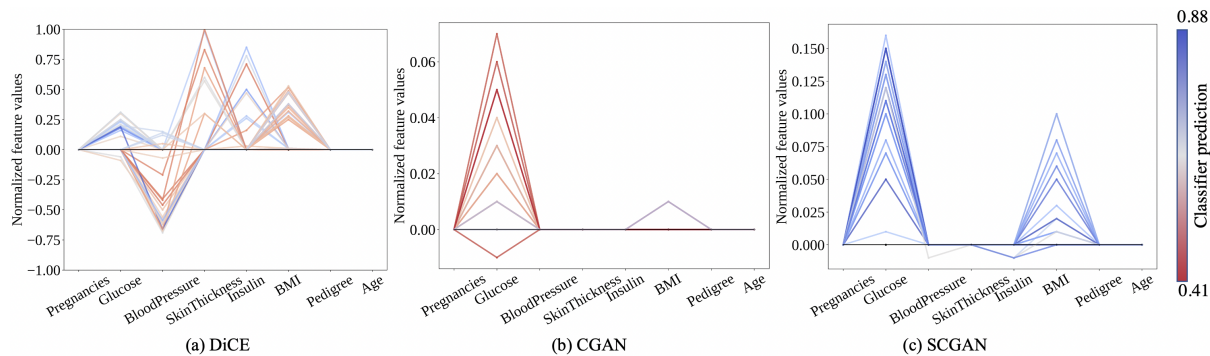 Normalized feature values
1.00
0.75
0.50
0.25
0.00
−0.25
−0.50
−0.75
−1.00
Pregnancies
Glucose
BloodPressure
SkinThickness
Insulin
BMI
Pedigree
Age
(a) DiCE
Normalized feature values
0.06
0.04
0.02
0.00
Pregnancies
Glucose
BloodPressure
SkinThickness
Insulin
BMI
Pedigree
Age
(b) CGAN
Normalized feature values
0.150
0.125
0.100
0.075
0.050
0.025
0.000
Pregnancies
Glucose
BloodPressure
SkinThickness
Insulin
BMI
Pedigree
Age
(c) SCGAN
0.88
Classifier prediction
0.41